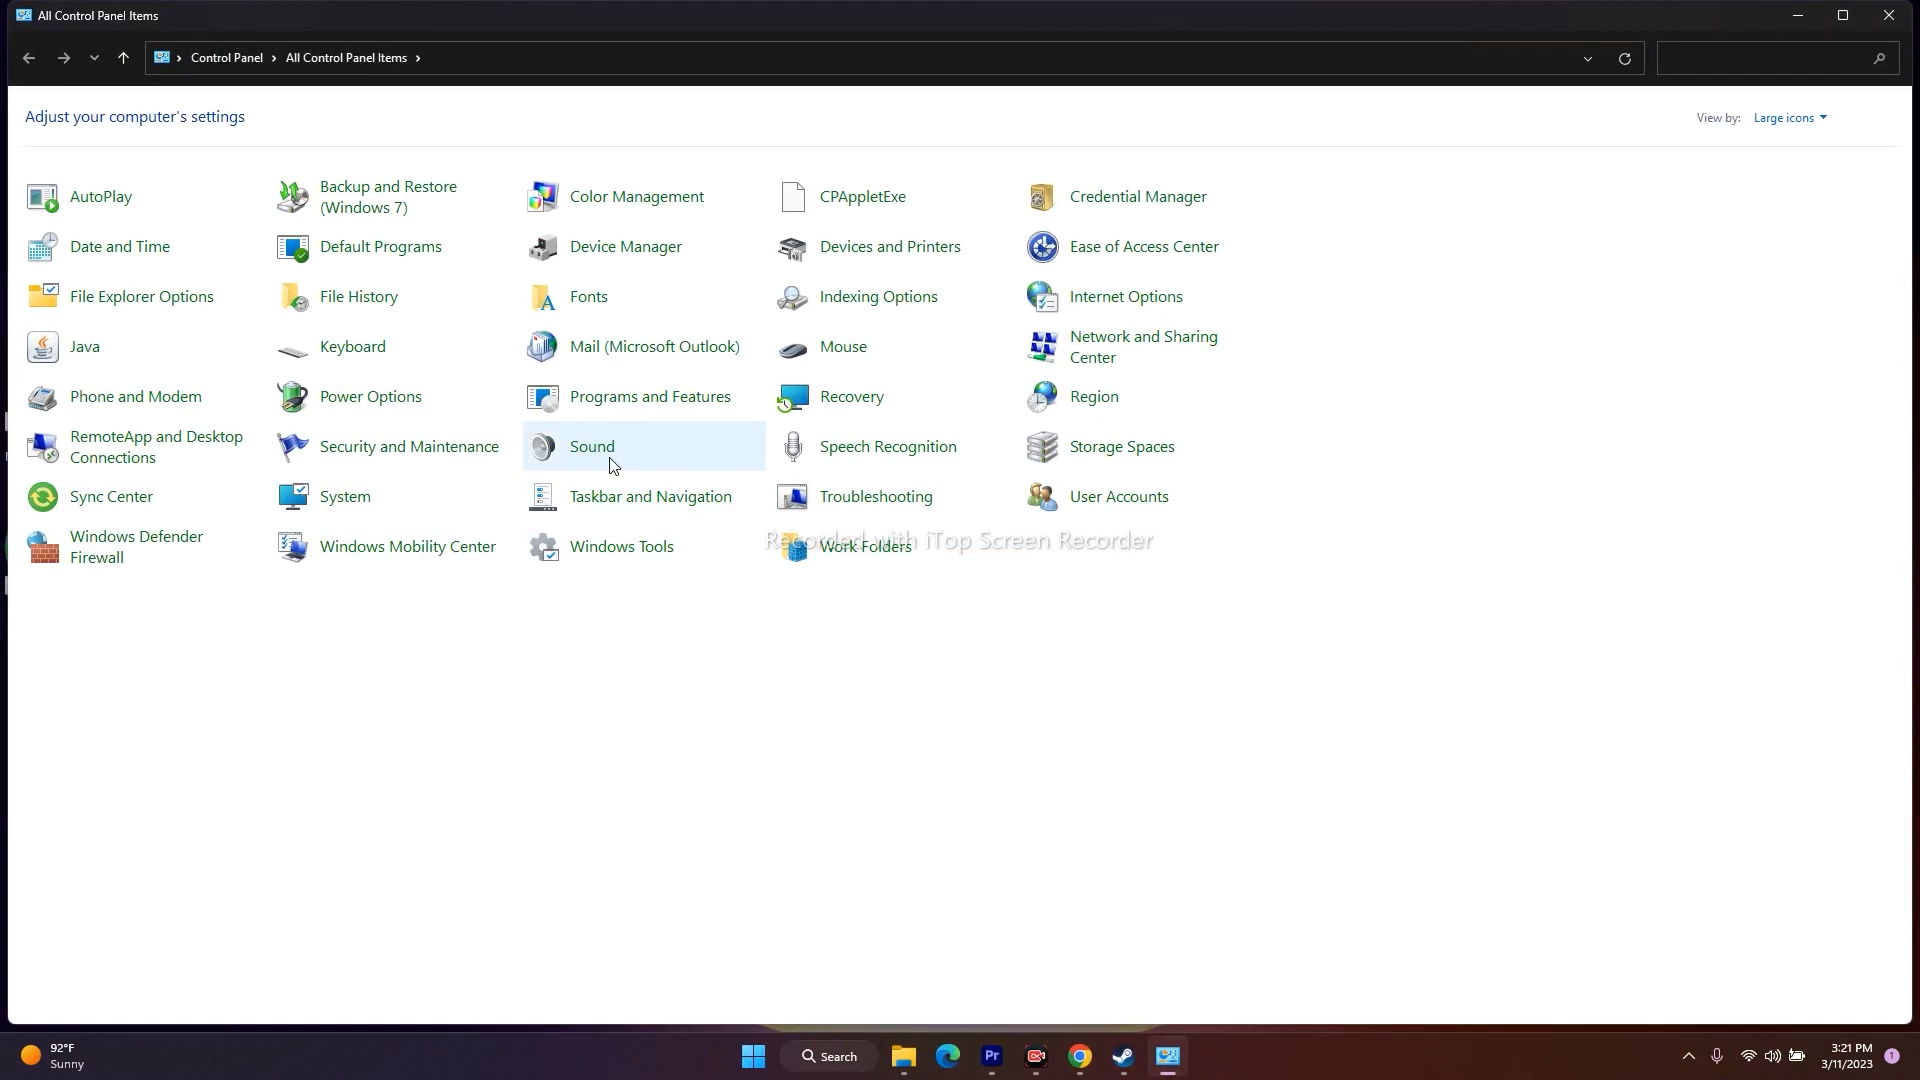 All Control Panel Items
Control Panel > All Control Panel Items >
Adjust your computer's settings
View by: Large icons
AutoPlay
Backup and Restore
(Windows 7)
Color Management
CPAppletExe
Credential Manager
Date and Time
Default Programs
Device Manager
Devices and Printers
Ease of Access Center
File Explorer Options
File History
Fonts
Indexing Options
Internet Options
Java
Keyboard
Mail (Microsoft Outlook)
Mouse
Network and Sharing
Center
Phone and Modem
Power Options
Programs and Features
Recovery
Region
RemoteApp and Desktop
Connections
Security and Maintenance
Sound
Speech Recognition
Storage Spaces
Sync Center
System
Taskbar and Navigation
Troubleshooting
User Accounts
Windows Defender
Firewall
Windows Mobility Center
Windows Tools
Work Folders
Recorded with iTop Screen Recorder
92°F
Sunny
Search
Pr
3:21 PM
3/11/2023
1